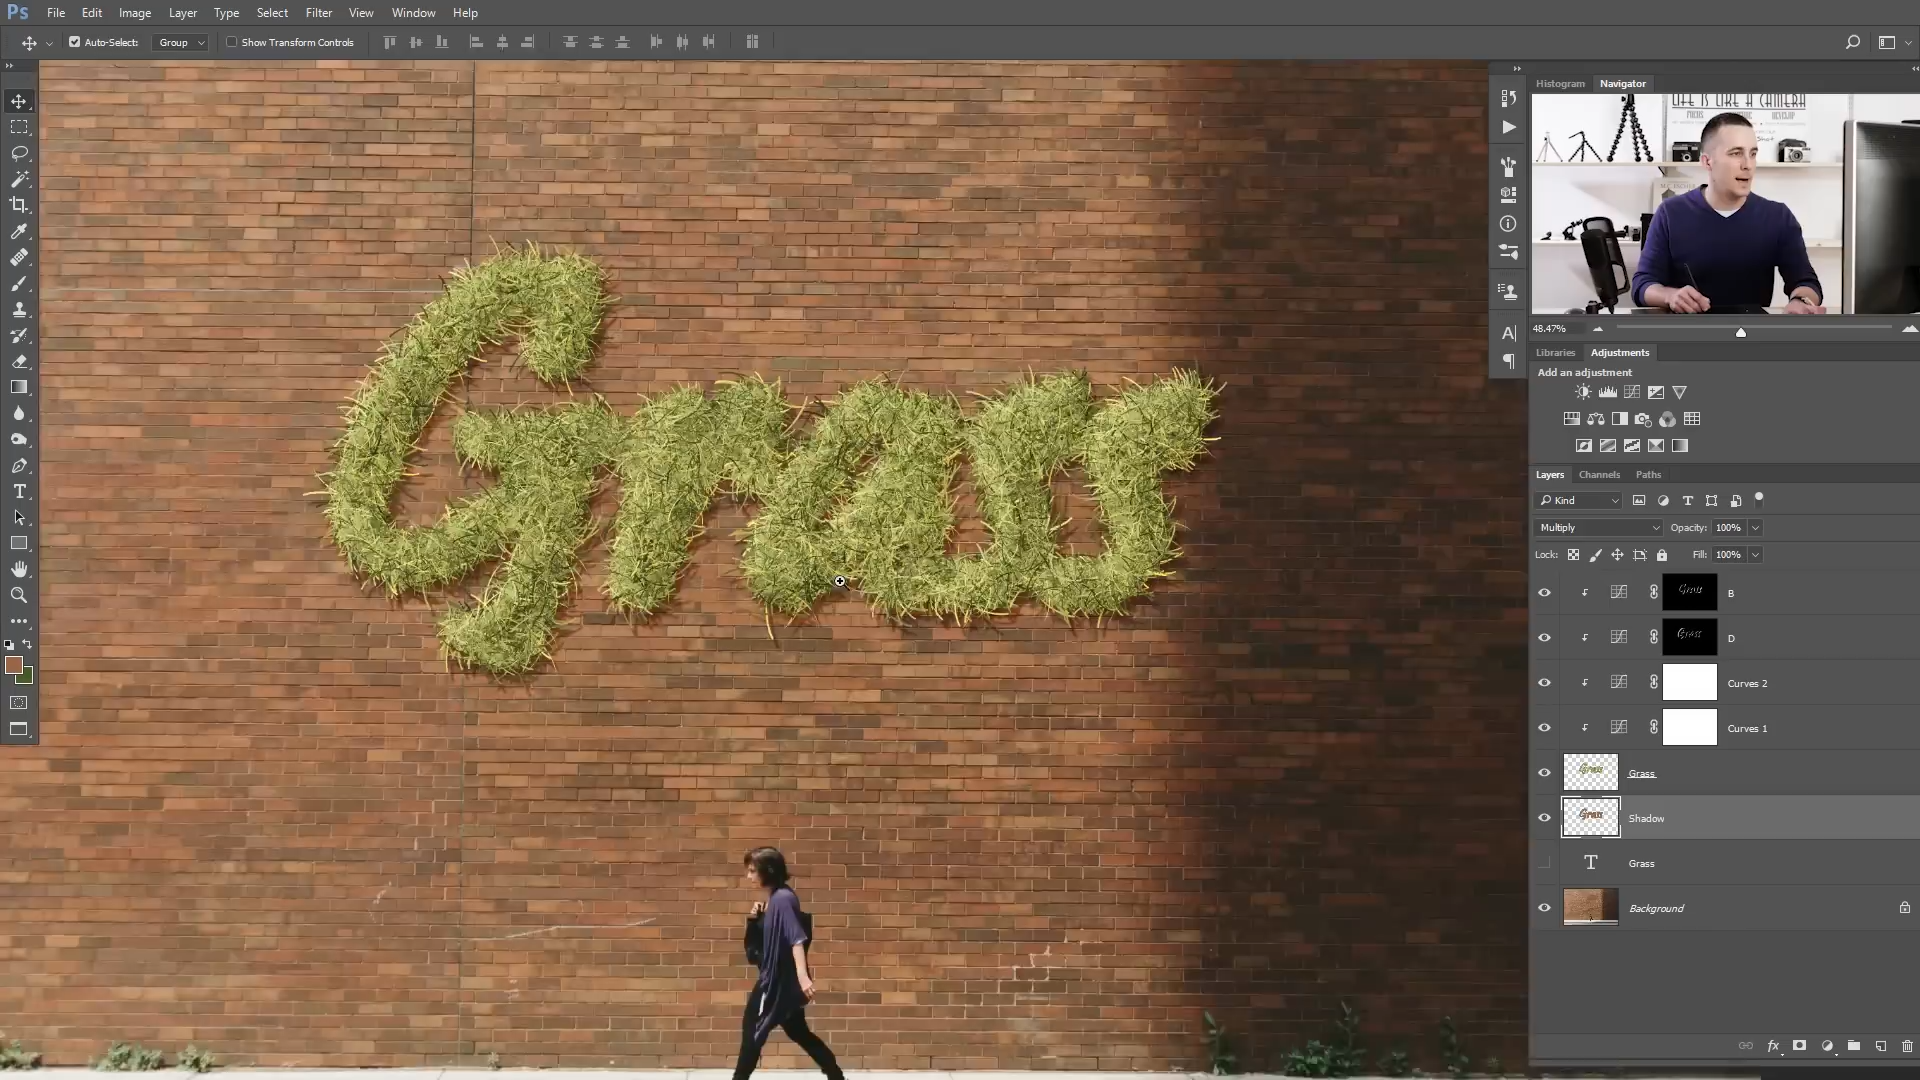 Ps File Edit Image Layer Type Select Filter 3D View Window Help
Auto-Select: Group Show Transform Controls
Histogram Navigator
LIFE IS LIKE A CAMERA
48.47%
Libraries Adjustments
Add an adjustment
Layers Channels Paths
Kind
Multiply Opacity: 100%
Lock: Fill: 100%
B
D
Curves 2
Curves 1
Grass
Shadow
Grass
Background
Grass